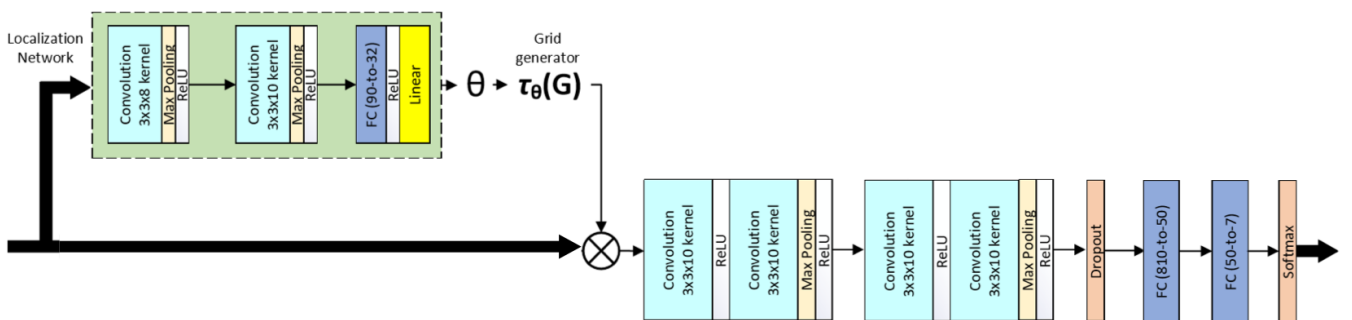 Localization
Network
Convolution
3x3x8 kernel
Max Pooling
ReLU
Convolution
3x3x10 kernel
Max Pooling
ReLU
FC (90-to-32)
ReLU
Linear
θ
Grid
generator
τθ(G)
Convolution
3x3x10 kernel
ReLU
Convolution
3x3x10 kernel
Max Pooling
ReLU
Convolution
3x3x10 kernel
ReLU
Convolution
3x3x10 kernel
Max Pooling
ReLU
Dropout
FC (810-to-50)
FC (50-to-7)
Softmax